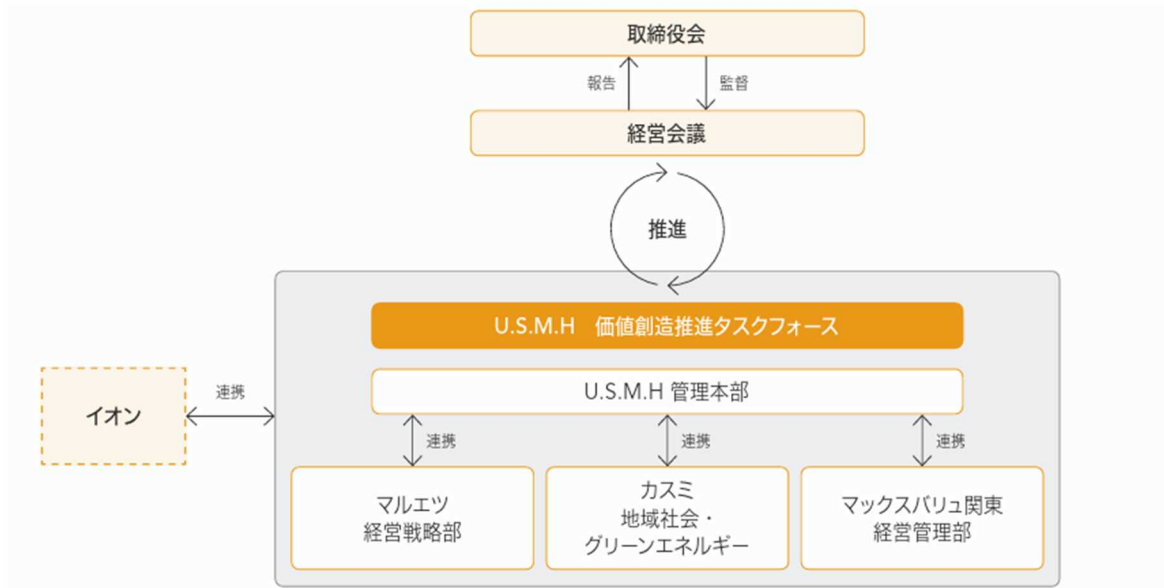 取締役会
報告
監督
経営会議
推進
U.S.M.H 価値創造推進タスクフォース
U.S.M.H 管理本部
イオン
連携
連携
連携
連携
マルエツ
経営戦略部
カスミ
地域社会・
グリーンエネルギー
マックスバリュ関東
経営管理部